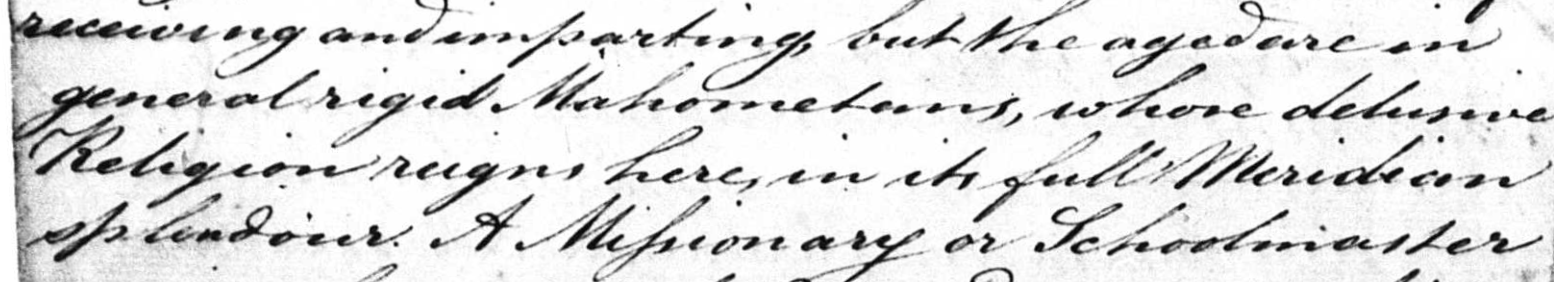 receiving and imparting, but the aged are in
general rigid Mahometans, whose delusive
Religion reigns here, in its full Meridian
splendour. A Missionary or Schoolmaster